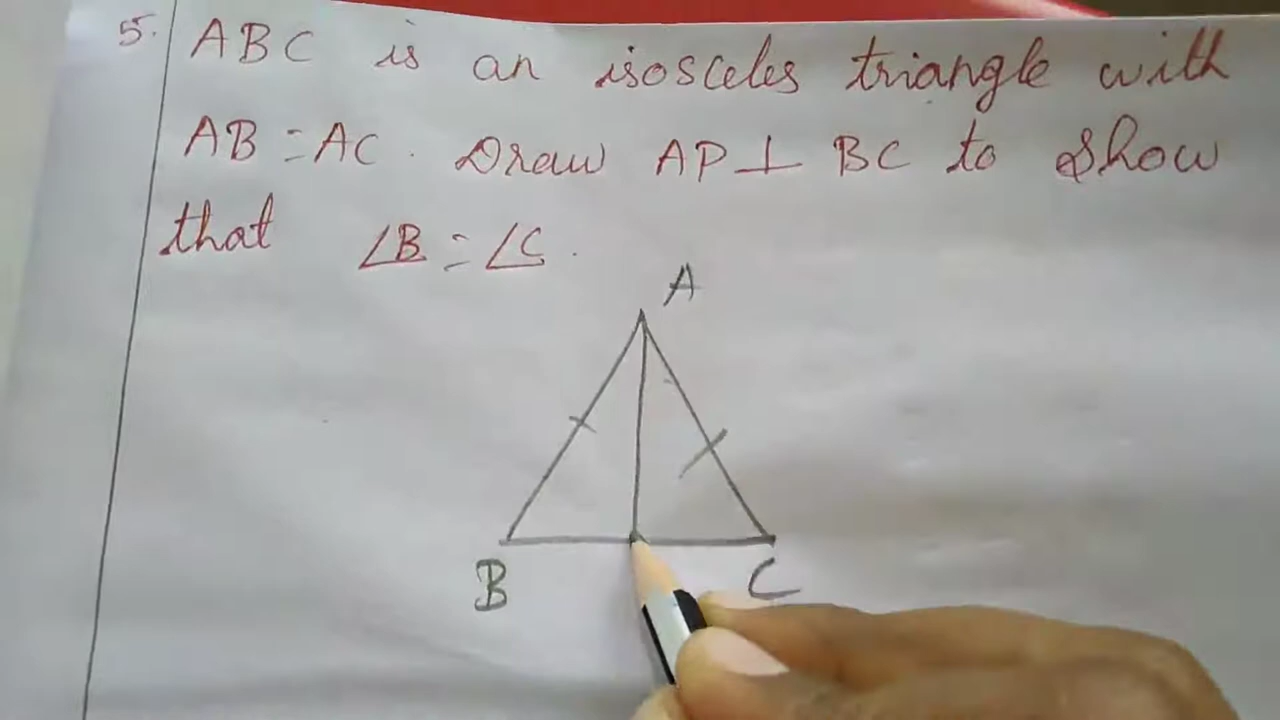 5. ABC is an isosceles triangle with
AB = AC. Draw AP ⊥ BC to show
that ∠B = ∠C.
A
B
C